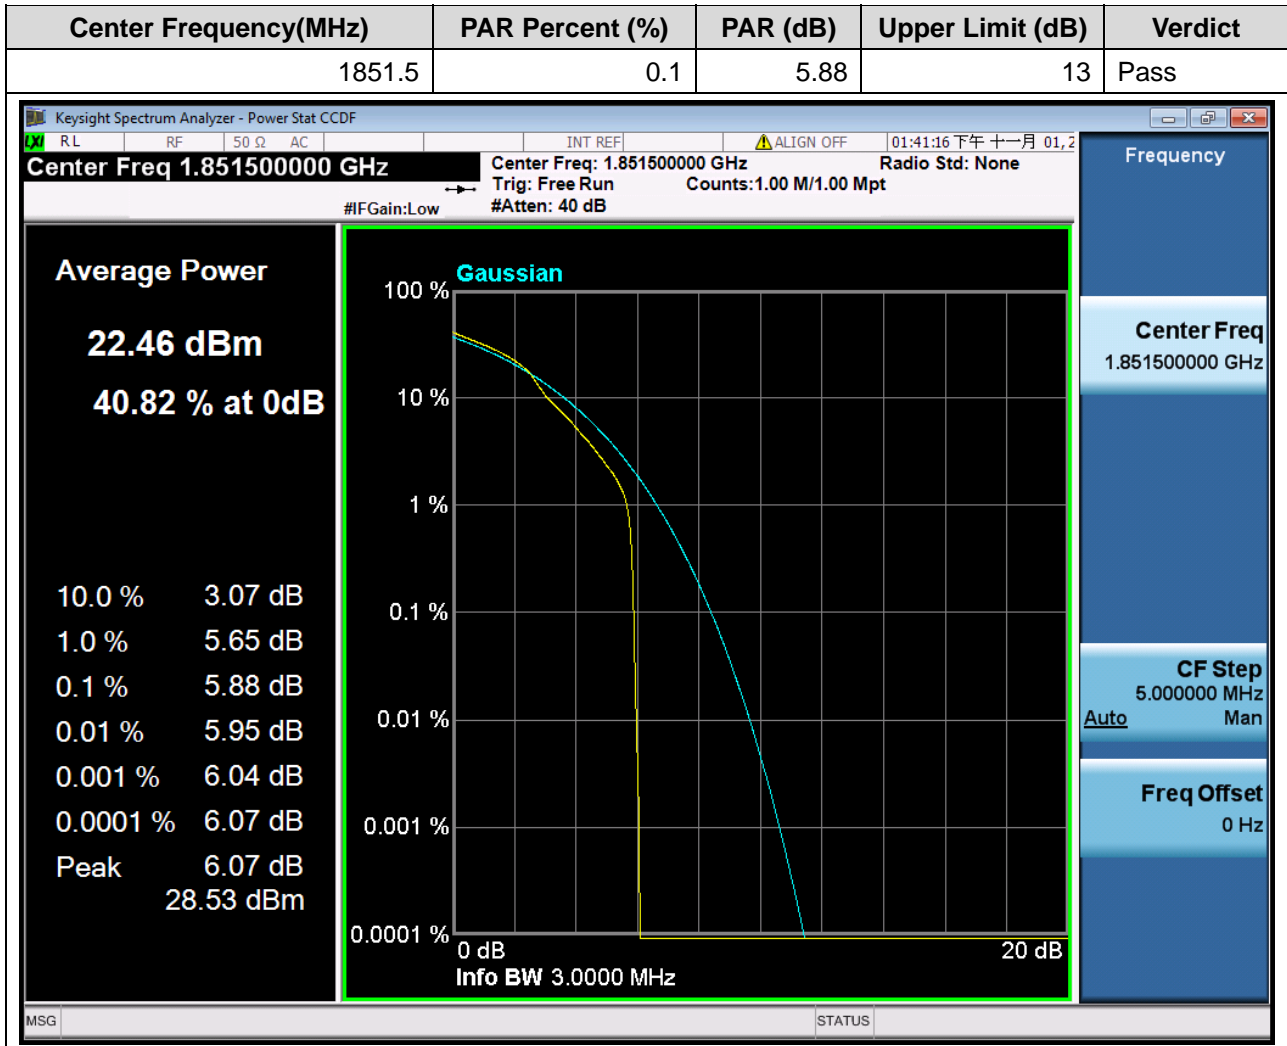 Center Frequency(MHz) PAR Percent (%) PAR (dB) Upper Limit (dB) Verdict
1851.5 0.1 5.88 13 Pass
Keysight Spectrum Analyzer - Power Stat CCDF
LXI RL RF 50 Ω AC INT REF ALIGN OFF 01:41:16 下午 十一月 01, 2
Center Freq 1.851500000 GHz
Center Freq: 1.851500000 GHz Radio Std: None
Trig: Free Run Counts:1.00 M/1.00 Mpt
#IFGain:Low #Atten: 40 dB
Average Power
22.46 dBm
40.82 % at 0dB
10.0 % 3.07 dB
1.0 % 5.65 dB
0.1 % 5.88 dB
0.01 % 5.95 dB
0.001 % 6.04 dB
0.0001 % 6.07 dB
Peak 6.07 dB
28.53 dBm
Gaussian
100 %
10 %
1 %
0.1 %
0.01 %
0.001 %
0.0001 %
0 dB 20 dB
Info BW 3.0000 MHz
Frequency
Center Freq
1.851500000 GHz
CF Step
5.000000 MHz
Auto Man
Freq Offset
0 Hz
MSG STATUS